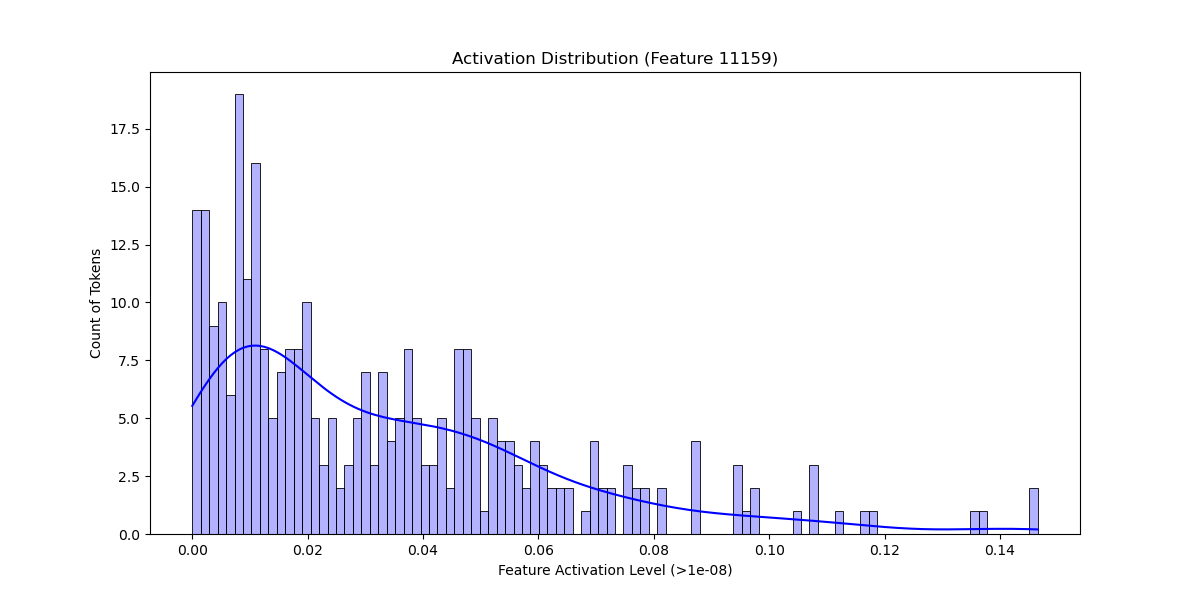 Activation Distribution (Feature 11159)
Count of Tokens
17.5
15.0
12.5
10.0
7.5
5.0
2.5
0.0
0.00 0.02 0.04 0.06 0.08 0.10 0.12 0.14
Feature Activation Level (>1e-08)